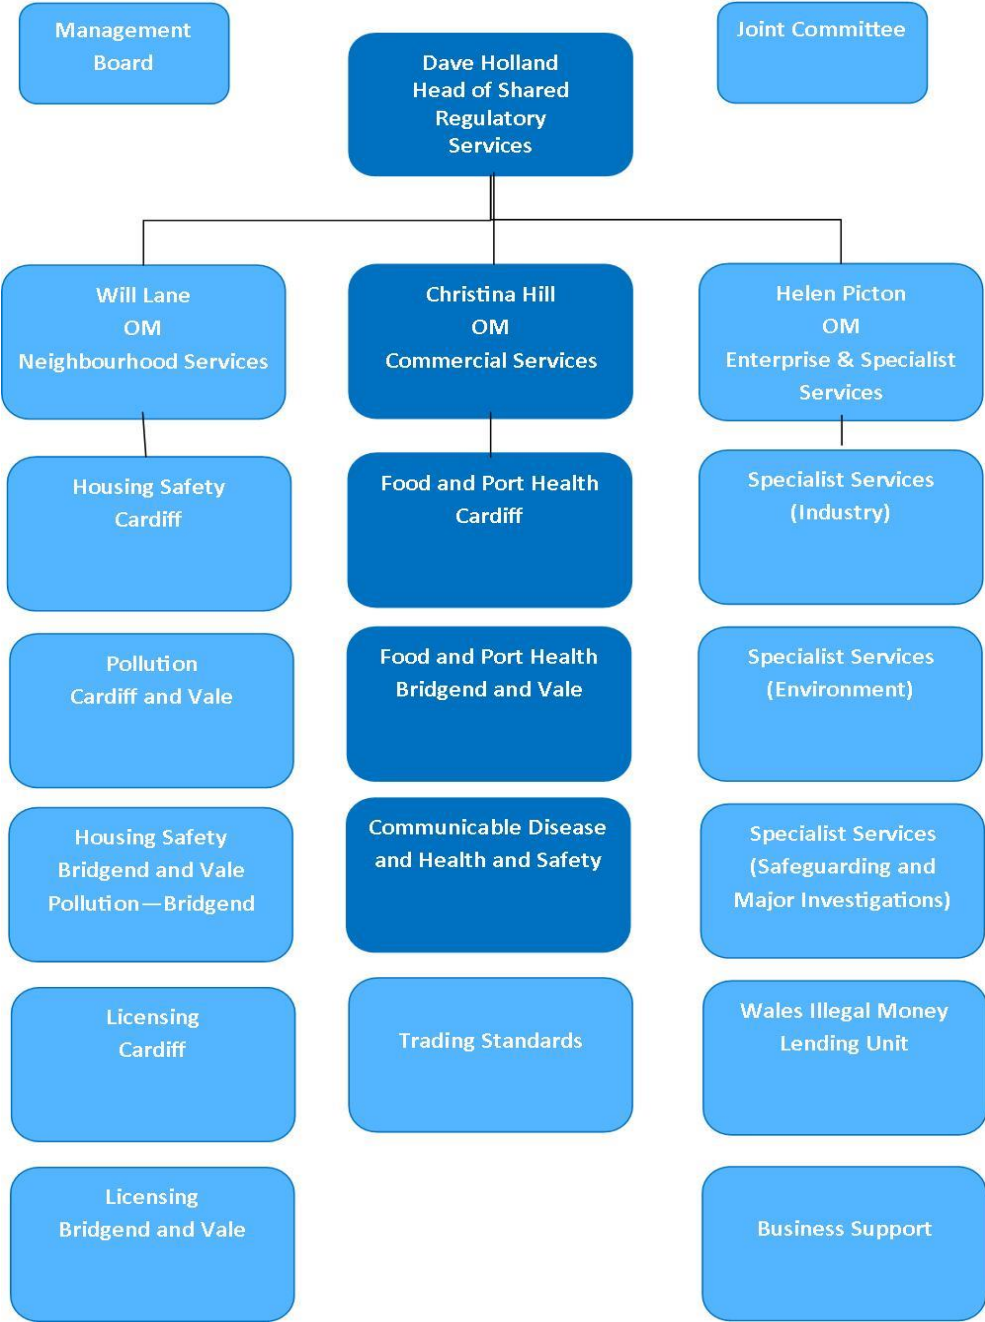 Management
Board
Joint Committee
Dave Holland
Head of Shared
Regulatory
Services
Will Lane
OM
Neighbourhood Services
Christina Hill
OM
Commercial Services
Helen Picton
OM
Enterprise & Specialist
Services
Housing Safety
Cardiff
Food and Port Health
Cardiff
Specialist Services
(Industry)
Pollution
Cardiff and Vale
Food and Port Health
Bridgend and Vale
Specialist Services
(Environment)
Housing Safety
Bridgend and Vale
Pollution—Bridgend
Communicable Disease
and Health and Safety
Specialist Services
(Safeguarding and
Major Investigations)
Licensing
Cardiff
Trading Standards
Wales Illegal Money
Lending Unit
Licensing
Bridgend and Vale
Business Support